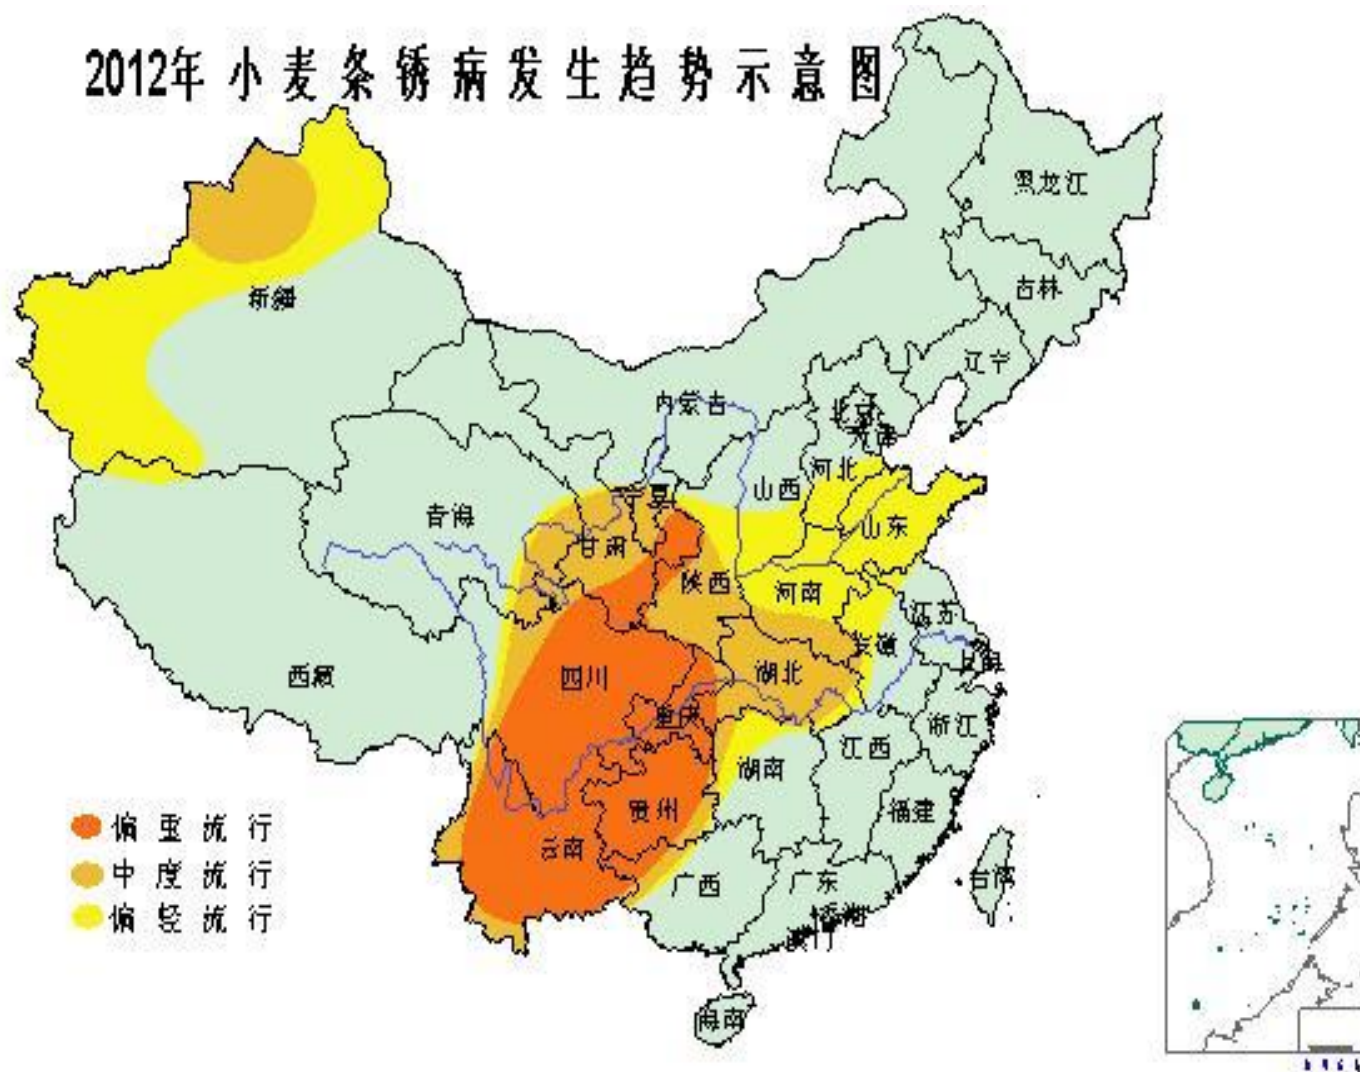 2012年小麦条锈病发生趋势示意图
黑龙江
吉林
新疆
辽宁
内蒙古
北京
天津
河北
山西
宁夏
青海
山东
甘肃
陕西
河南
江苏
安徽
上海
西藏
四川
湖北
重庆
浙江
江西
湖南
贵州
福建
云南
偏重流行
中度流行
偏轻流行
广西
广东
台湾
香港
澳门
海南